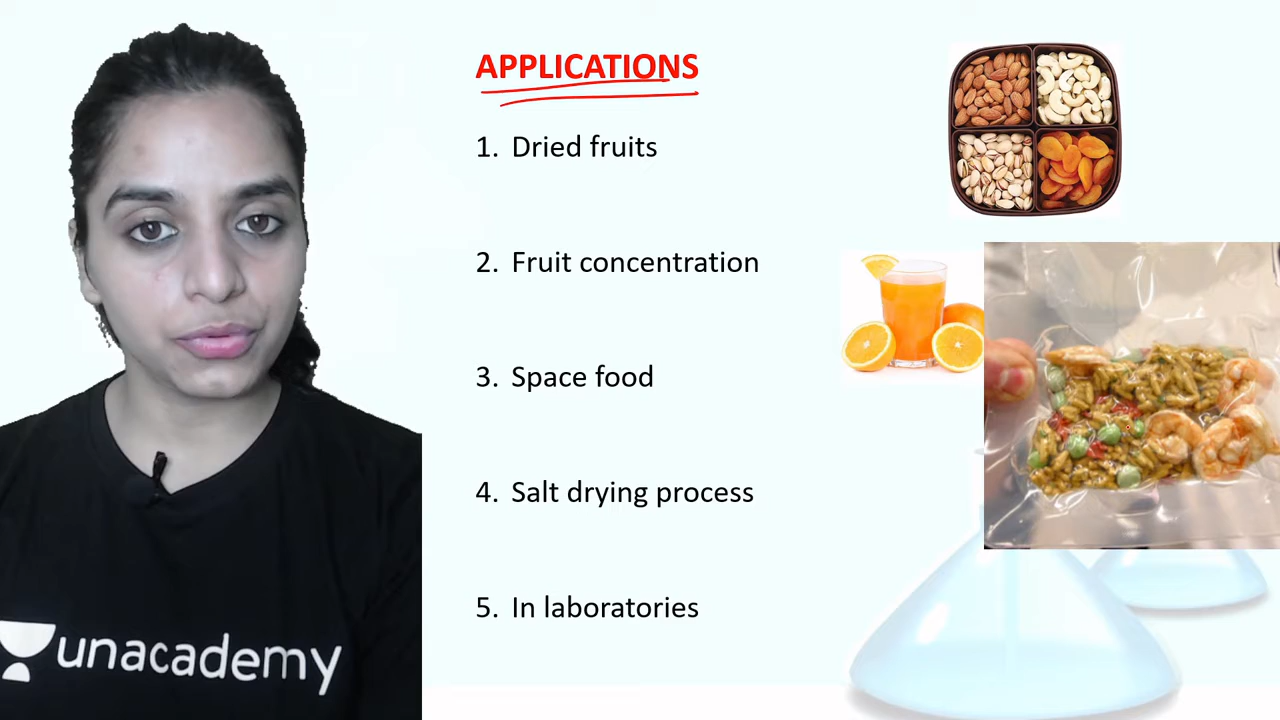 APPLICATIONS
1. Dried fruits
2. Fruit concentration
3. Space food
4. Salt drying process
5. In laboratories
unacademy